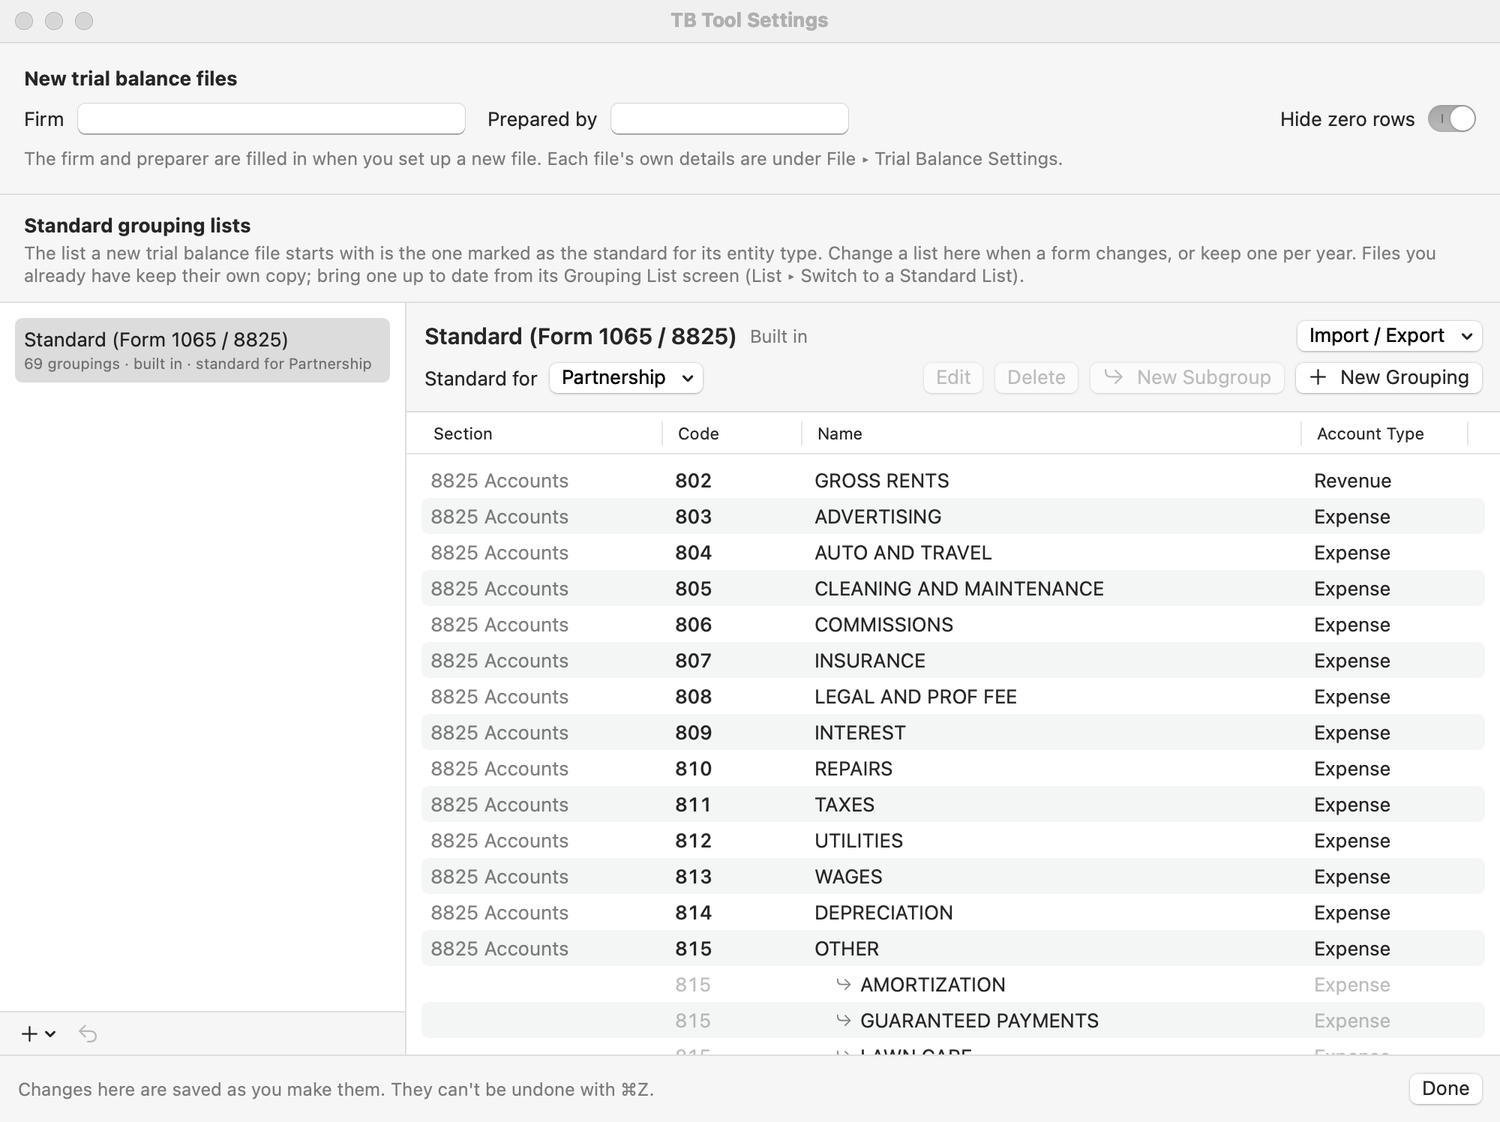 TB Tool Settings
New trial balance files
Firm
Prepared by
Hide zero rows
The firm and preparer are filled in when you set up a new file. Each file's own details are under File ▸ Trial Balance Settings.
Standard grouping lists
The list a new trial balance file starts with is the one marked as the standard for its entity type. Change a list here when a form changes, or keep one per year. Files you
already have keep their own copy; bring one up to date from its Grouping List screen (List ▸ Switch to a Standard List).
Standard (Form 1065 / 8825)
69 groupings · built in · standard for Partnership
Standard (Form 1065 / 8825) Built in
Import / Export
Standard for Partnership
Edit Delete New Subgroup + New Grouping
Section Code Name Account Type
8825 Accounts 802 GROSS RENTS Revenue
8825 Accounts 803 ADVERTISING Expense
8825 Accounts 804 AUTO AND TRAVEL Expense
8825 Accounts 805 CLEANING AND MAINTENANCE Expense
8825 Accounts 806 COMMISSIONS Expense
8825 Accounts 807 INSURANCE Expense
8825 Accounts 808 LEGAL AND PROF FEE Expense
8825 Accounts 809 INTEREST Expense
8825 Accounts 810 REPAIRS Expense
8825 Accounts 811 TAXES Expense
8825 Accounts 812 UTILITIES Expense
8825 Accounts 813 WAGES Expense
8825 Accounts 814 DEPRECIATION Expense
8825 Accounts 815 OTHER Expense
815 AMORTIZATION Expense
815 GUARANTEED PAYMENTS Expense
815 LAWN CARE Expense
Changes here are saved as you make them. They can't be undone with ⌘Z.
Done